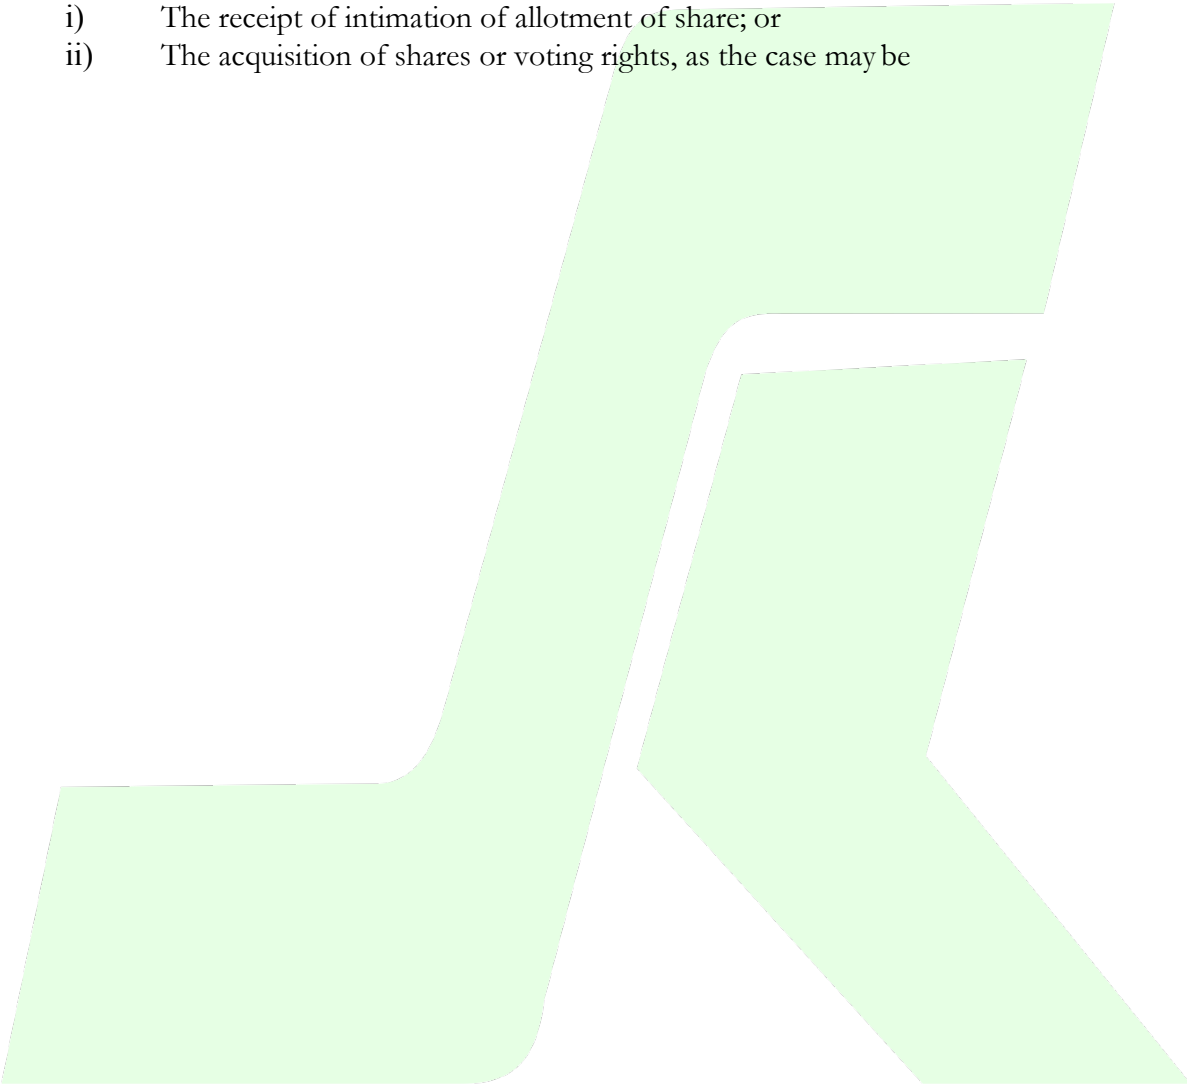 i) The receipt of intimation of allotment of share; or
ii) The acquisition of shares or voting rights, as the case may be